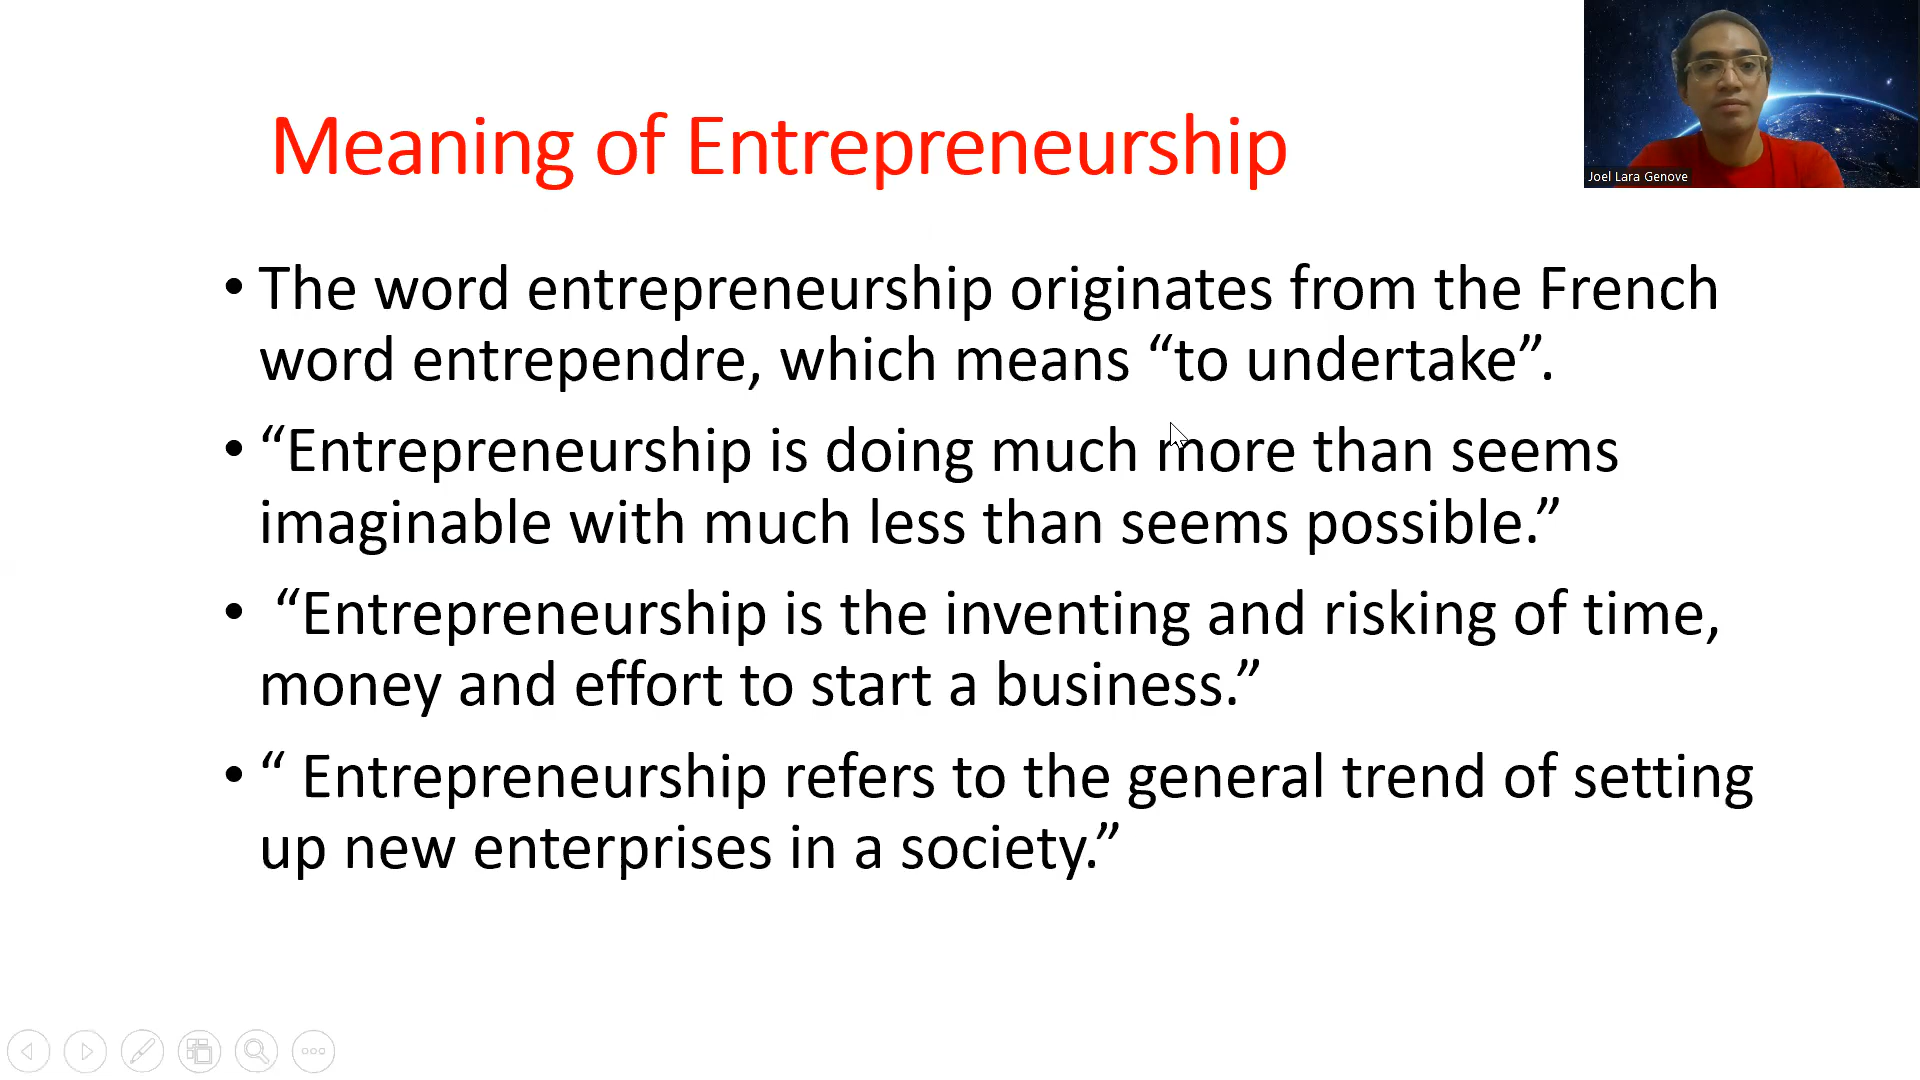 Meaning of Entrepreneurship
Joel Lara Genove
• The word entrepreneurship originates from the French
word entrependre, which means “to undertake”.
• “Entrepreneurship is doing much more than seems
imaginable with much less than seems possible.”
• “Entrepreneurship is the inventing and risking of time,
money and effort to start a business.”
• “ Entrepreneurship refers to the general trend of setting
up new enterprises in a society.”